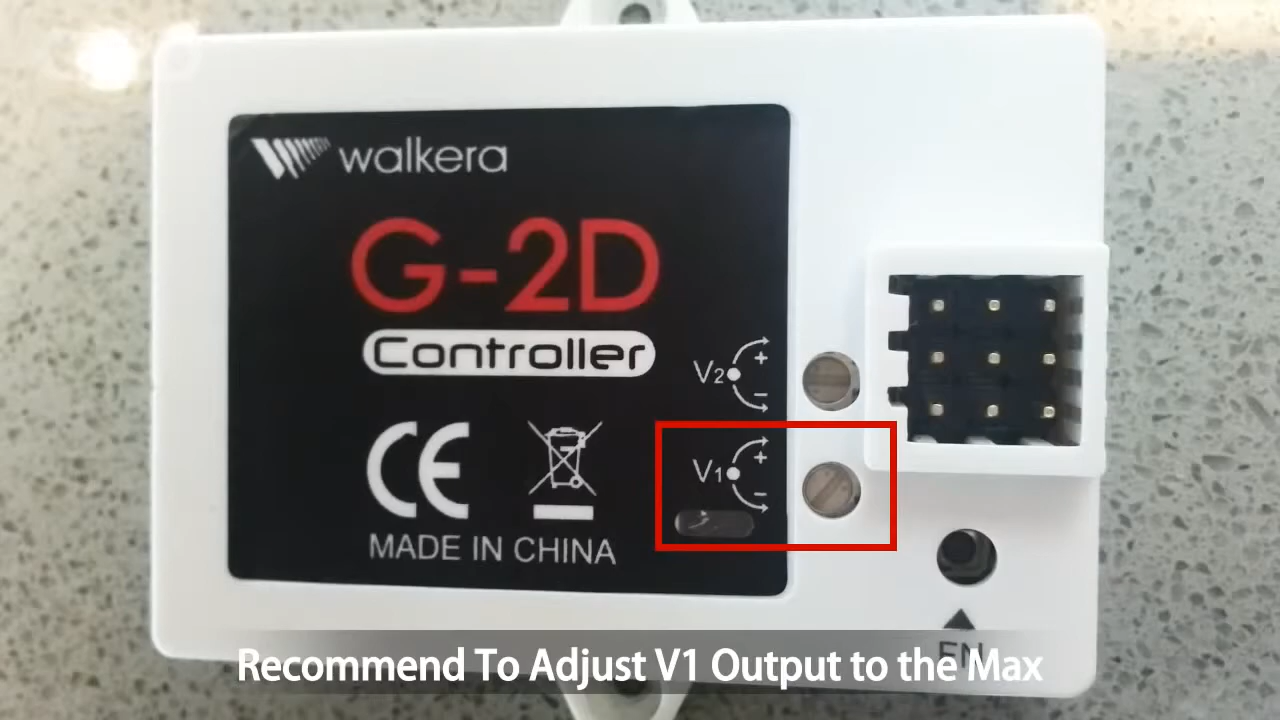 walkera
G-2D
Controller
V2
+
-
V1
+
-
CE
MADE IN CHINA
EN
Recommend To Adjust V1 Output to the Max